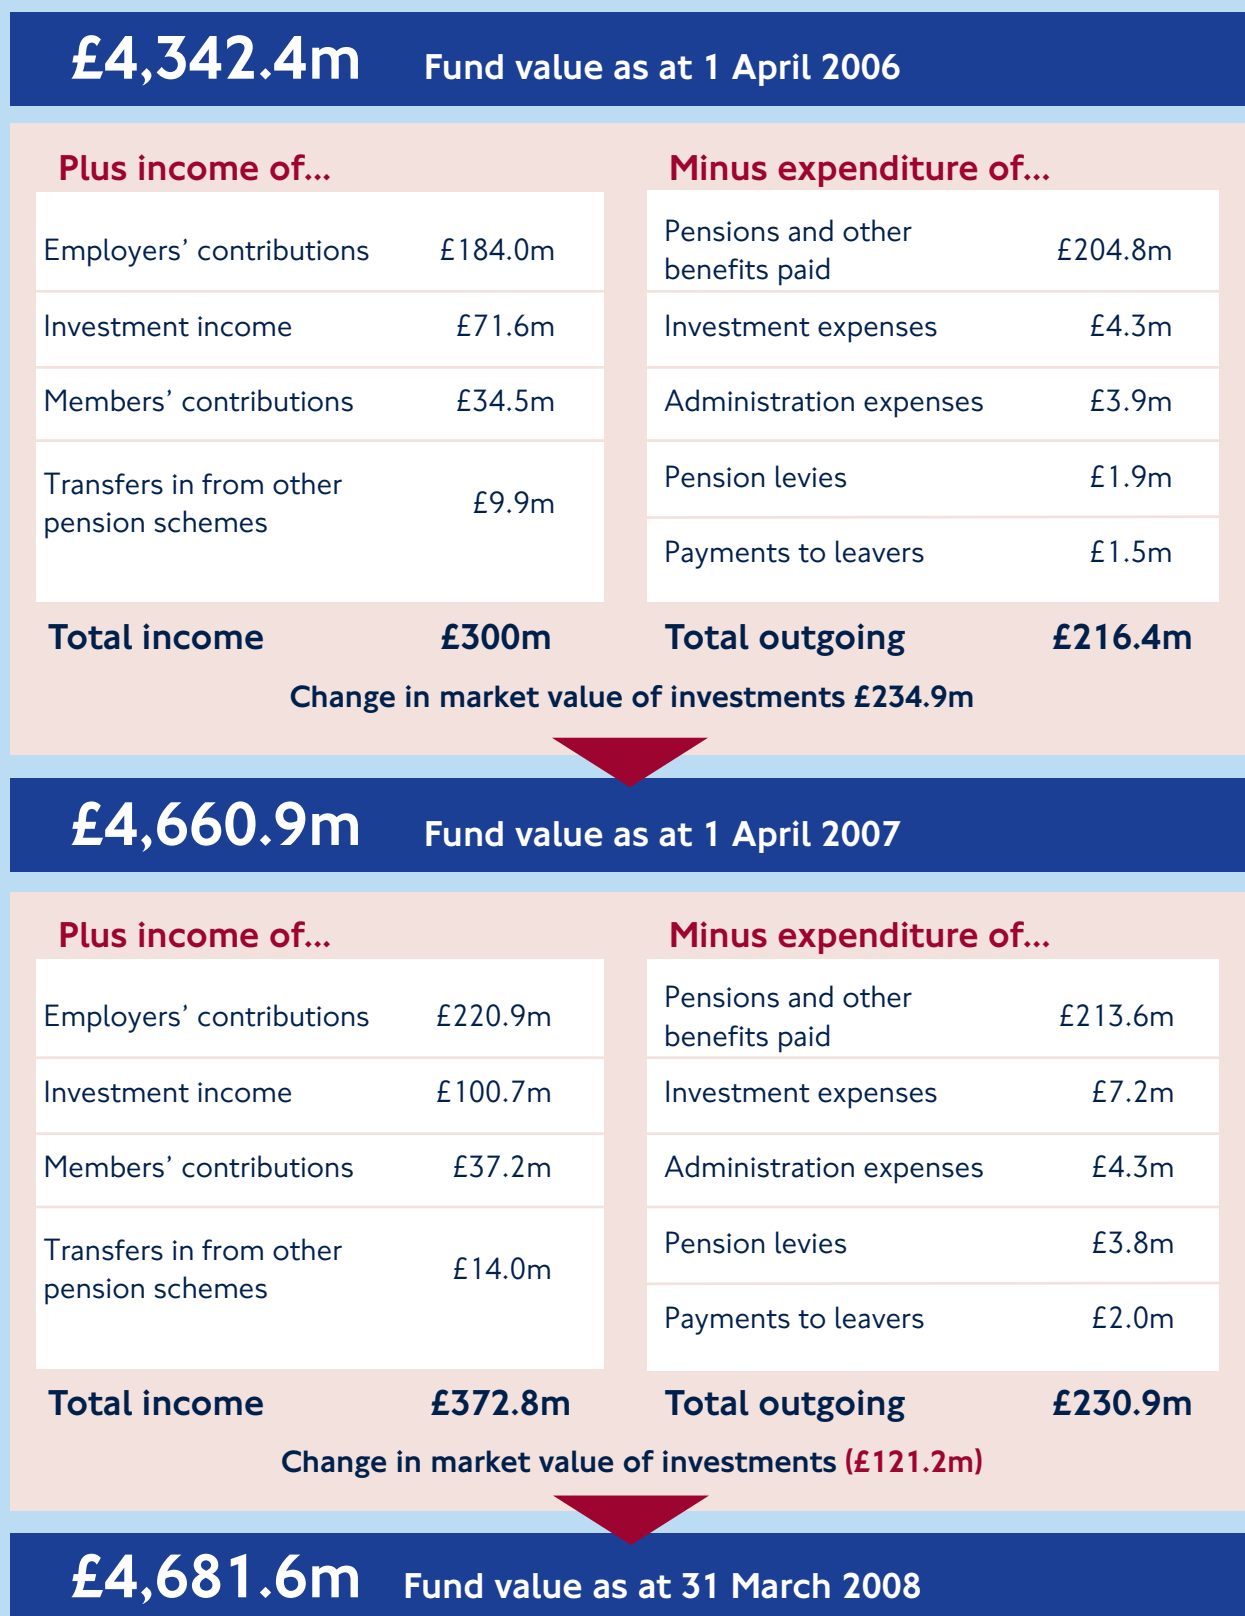 £4,342.4m Fund value as at 1 April 2006
Plus income of...
Employers’ contributions £184.0m
Investment income £71.6m
Members’ contributions £34.5m
Transfers in from other
pension schemes
£9.9m
Total income £300m
Minus expenditure of...
Pensions and other
benefits paid
£204.8m
Investment expenses £4.3m
Administration expenses £3.9m
Pension levies £1.9m
Payments to leavers £1.5m
Total outgoing £216.4m
Change in market value of investments £234.9m
£4,660.9m Fund value as at 1 April 2007
Plus income of...
Employers’ contributions £220.9m
Investment income £100.7m
Members’ contributions £37.2m
Transfers in from other
pension schemes
£14.0m
Total income £372.8m
Minus expenditure of...
Pensions and other
benefits paid
£213.6m
Investment expenses £7.2m
Administration expenses £4.3m
Pension levies £3.8m
Payments to leavers £2.0m
Total outgoing £230.9m
Change in market value of investments (£121.2m)
£4,681.6m Fund value as at 31 March 2008